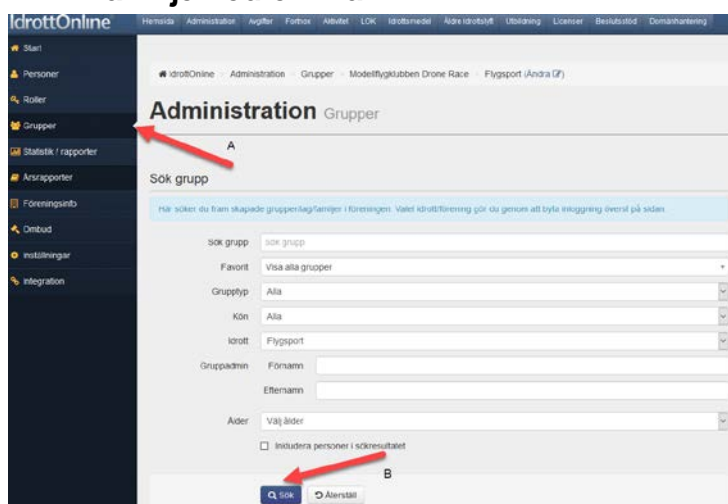 IdrottOnline
Hemsida Administration Avgifter Fortnox Aktivitet LOK Idrottsmedel Äldre Idrottslyft Utbildning Licenser Beslutsstöd Domänhantering
Start
Personer
Roller
Grupper
Statistik / rapporter
Årsrapporter
Föreningsinfo
Ombud
Inställningar
Integration
IdrottOnline Administration Grupper Modellflygklubben Drone Race Flygsport (Ändra)
Administration Grupper
A
Sök grupp
Här söker du fram skapade grupper/lag/familjer i föreningen. Valet idrott/förening gör du genom att byta inloggning överst på sidan.
Sök grupp Sök grupp
Favorit Visa alla grupper
Grupptyp Alla
Kön Alla
Idrott Flygsport
Gruppadmin Förnamn
Efternamn
Ålder Välj ålder
Inkludera personer i sökresultatet
B
Sök Återställ